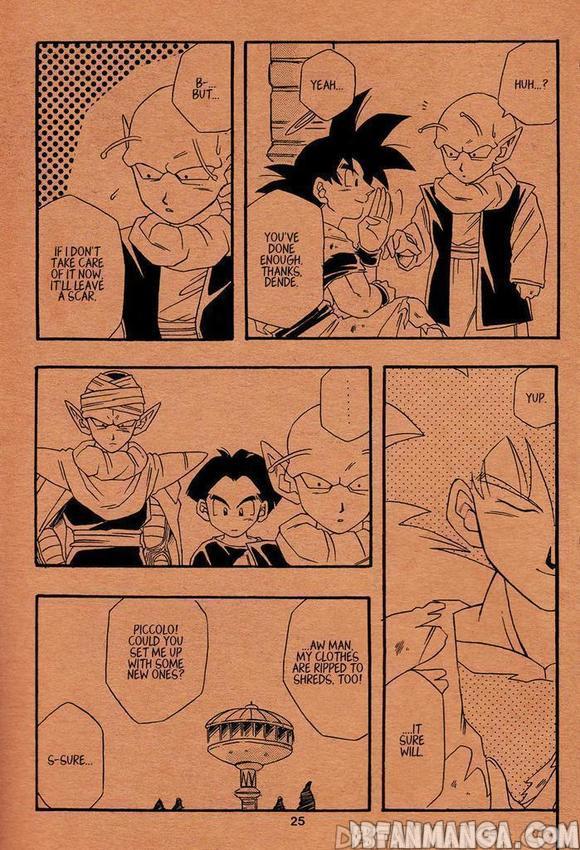 HUH...?
YEAH...
YOU'VE
DONE
ENOUGH.
THANKS,
DENDE.
B-...
BUT...
IF I DON'T
TAKE CARE
OF IT NOW,
IT'LL LEAVE
A SCAR.
YUP.
...IT
SURE
WILL.
......
...AW MAN,
MY CLOTHES
ARE RIPPED TO
SHREDS, TOO!
PICCOLO!
COULD YOU
SET ME UP
WITH SOME
NEW ONES?
S-SURE...
25
DBFANMANGA.COM